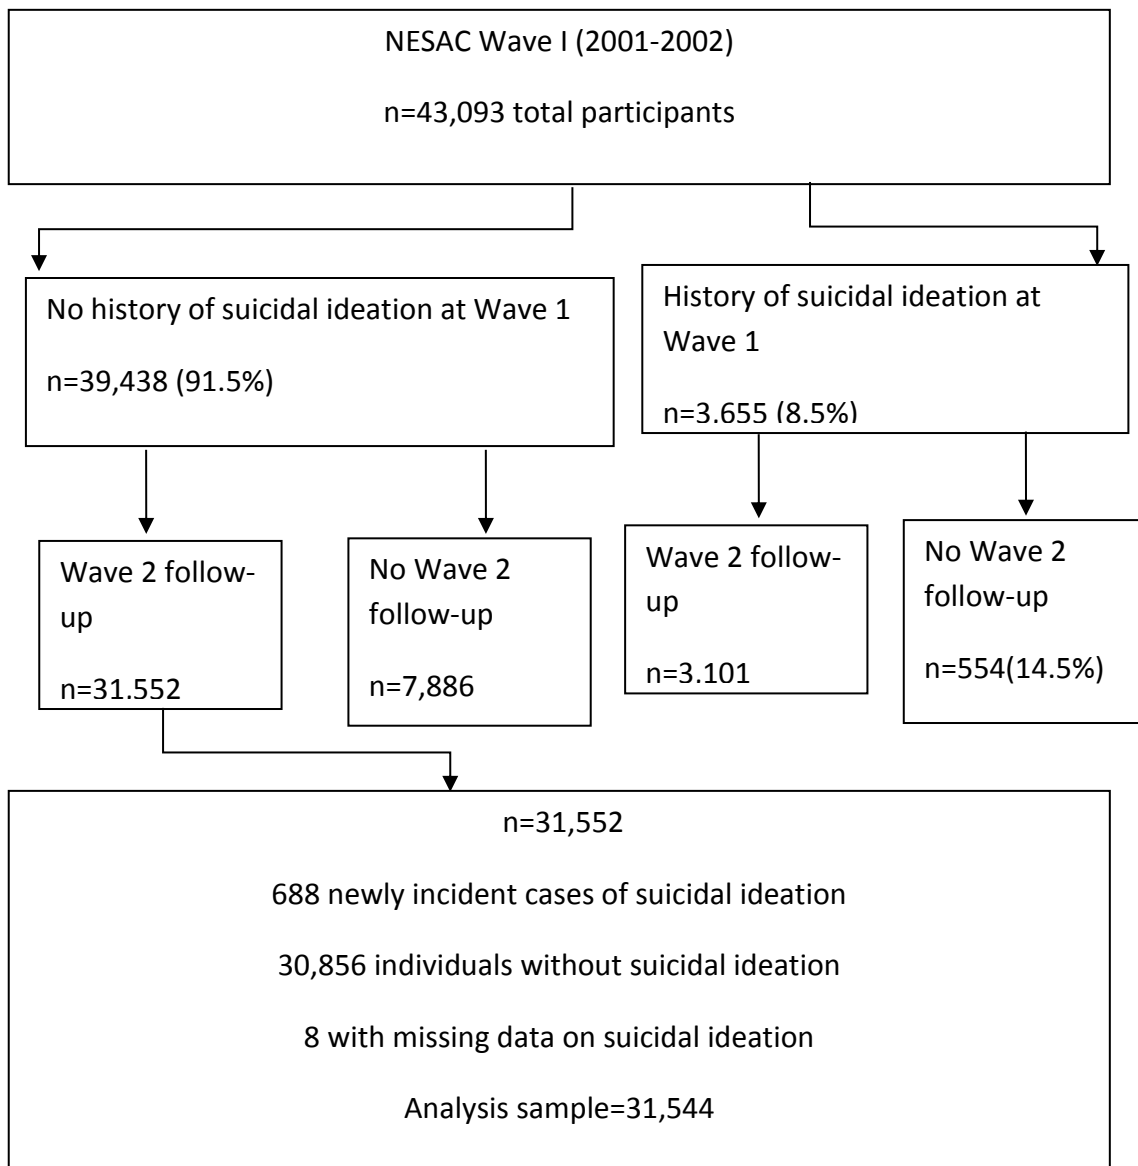 NESAC Wave I (2001-2002)
n=43,093 total participants
No history of suicidal ideation at Wave 1
n=39,438 (91.5%)
History of suicidal ideation at
Wave 1
n=3.655 (8.5%)
Wave 2 follow-
up
n=31.552
No Wave 2
follow-up
n=7,886
Wave 2 follow-
up
n=3.101
No Wave 2
follow-up
n=554(14.5%)
n=31,552
688 newly incident cases of suicidal ideation
30,856 individuals without suicidal ideation
8 with missing data on suicidal ideation
Analysis sample=31,544